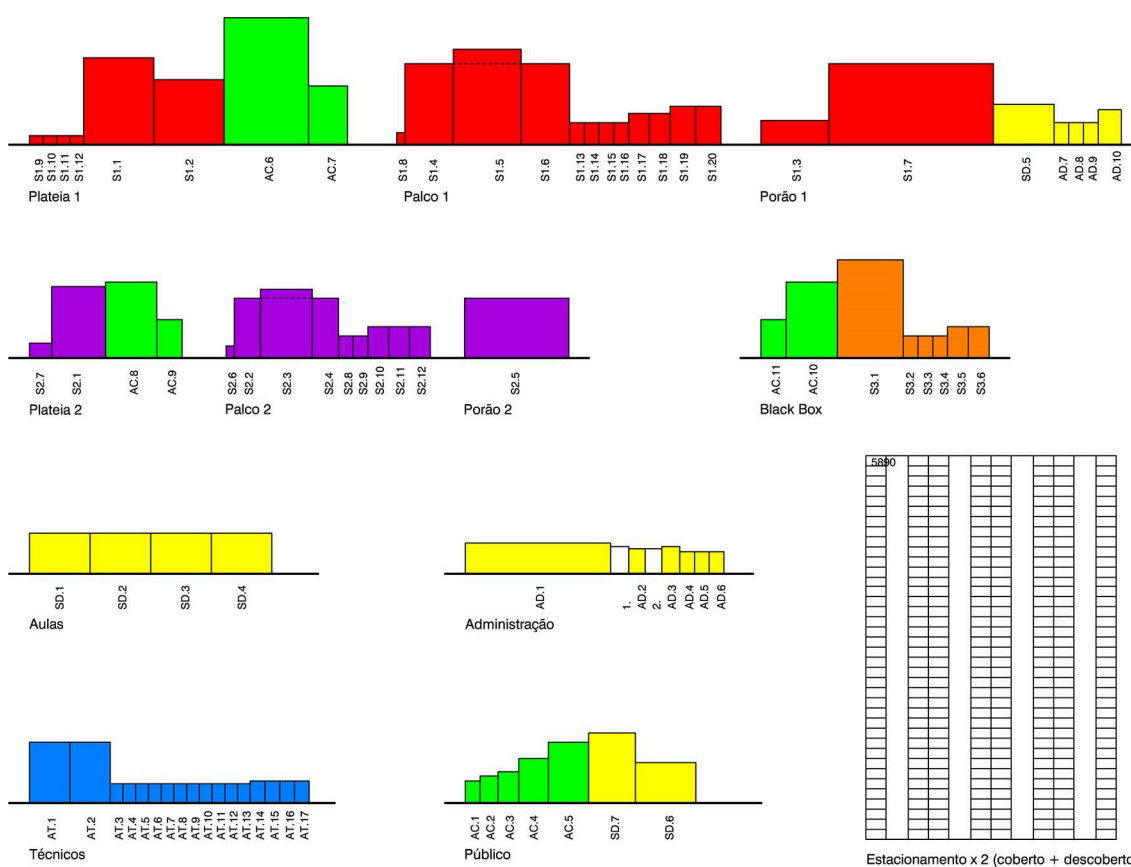 S1.9 S1.10 S1.11 S1.12 S1.1 S1.2 AC.6 AC.7
Plateia 1
S1.8 S1.4 S1.5 S1.6 S1.13 S1.14 S1.15 S1.16 S1.17 S1.18 S1.19 S1.20
Palco 1
S1.3 S1.7 SD.5 AD.7 AD.8 AD.9 AD.10
Porão 1
S2.7 S2.1 AC.8 AC.9
Plateia 2
S2.6 S2.2 S2.3 S2.4 S2.8 S2.9 S2.10 S2.11 S2.12
Palco 2
S2.5
Porão 2
AC.11 AC.10 S3.1 S3.2 S3.3 S3.4 S3.5 S3.6
Black Box
SD.1 SD.2 SD.3 SD.4
Aulas
AD.1 1. AD.2 2. AD.3 AD.4 AD.5 AD.6
Administração
5890
AT.1 AT.2 AT.3 AT.4 AT.5 AT.6 AT.7 AT.8 AT.9 AT.10 AT.11 AT.12 AT.13 AT.14 AT.15 AT.16 AT.17
Técnicos
AC.1 AC.2 AC.3 AC.4 AC.5 SD.7 SD.6
Público
Estacionamento x 2 (coberto + descoberto